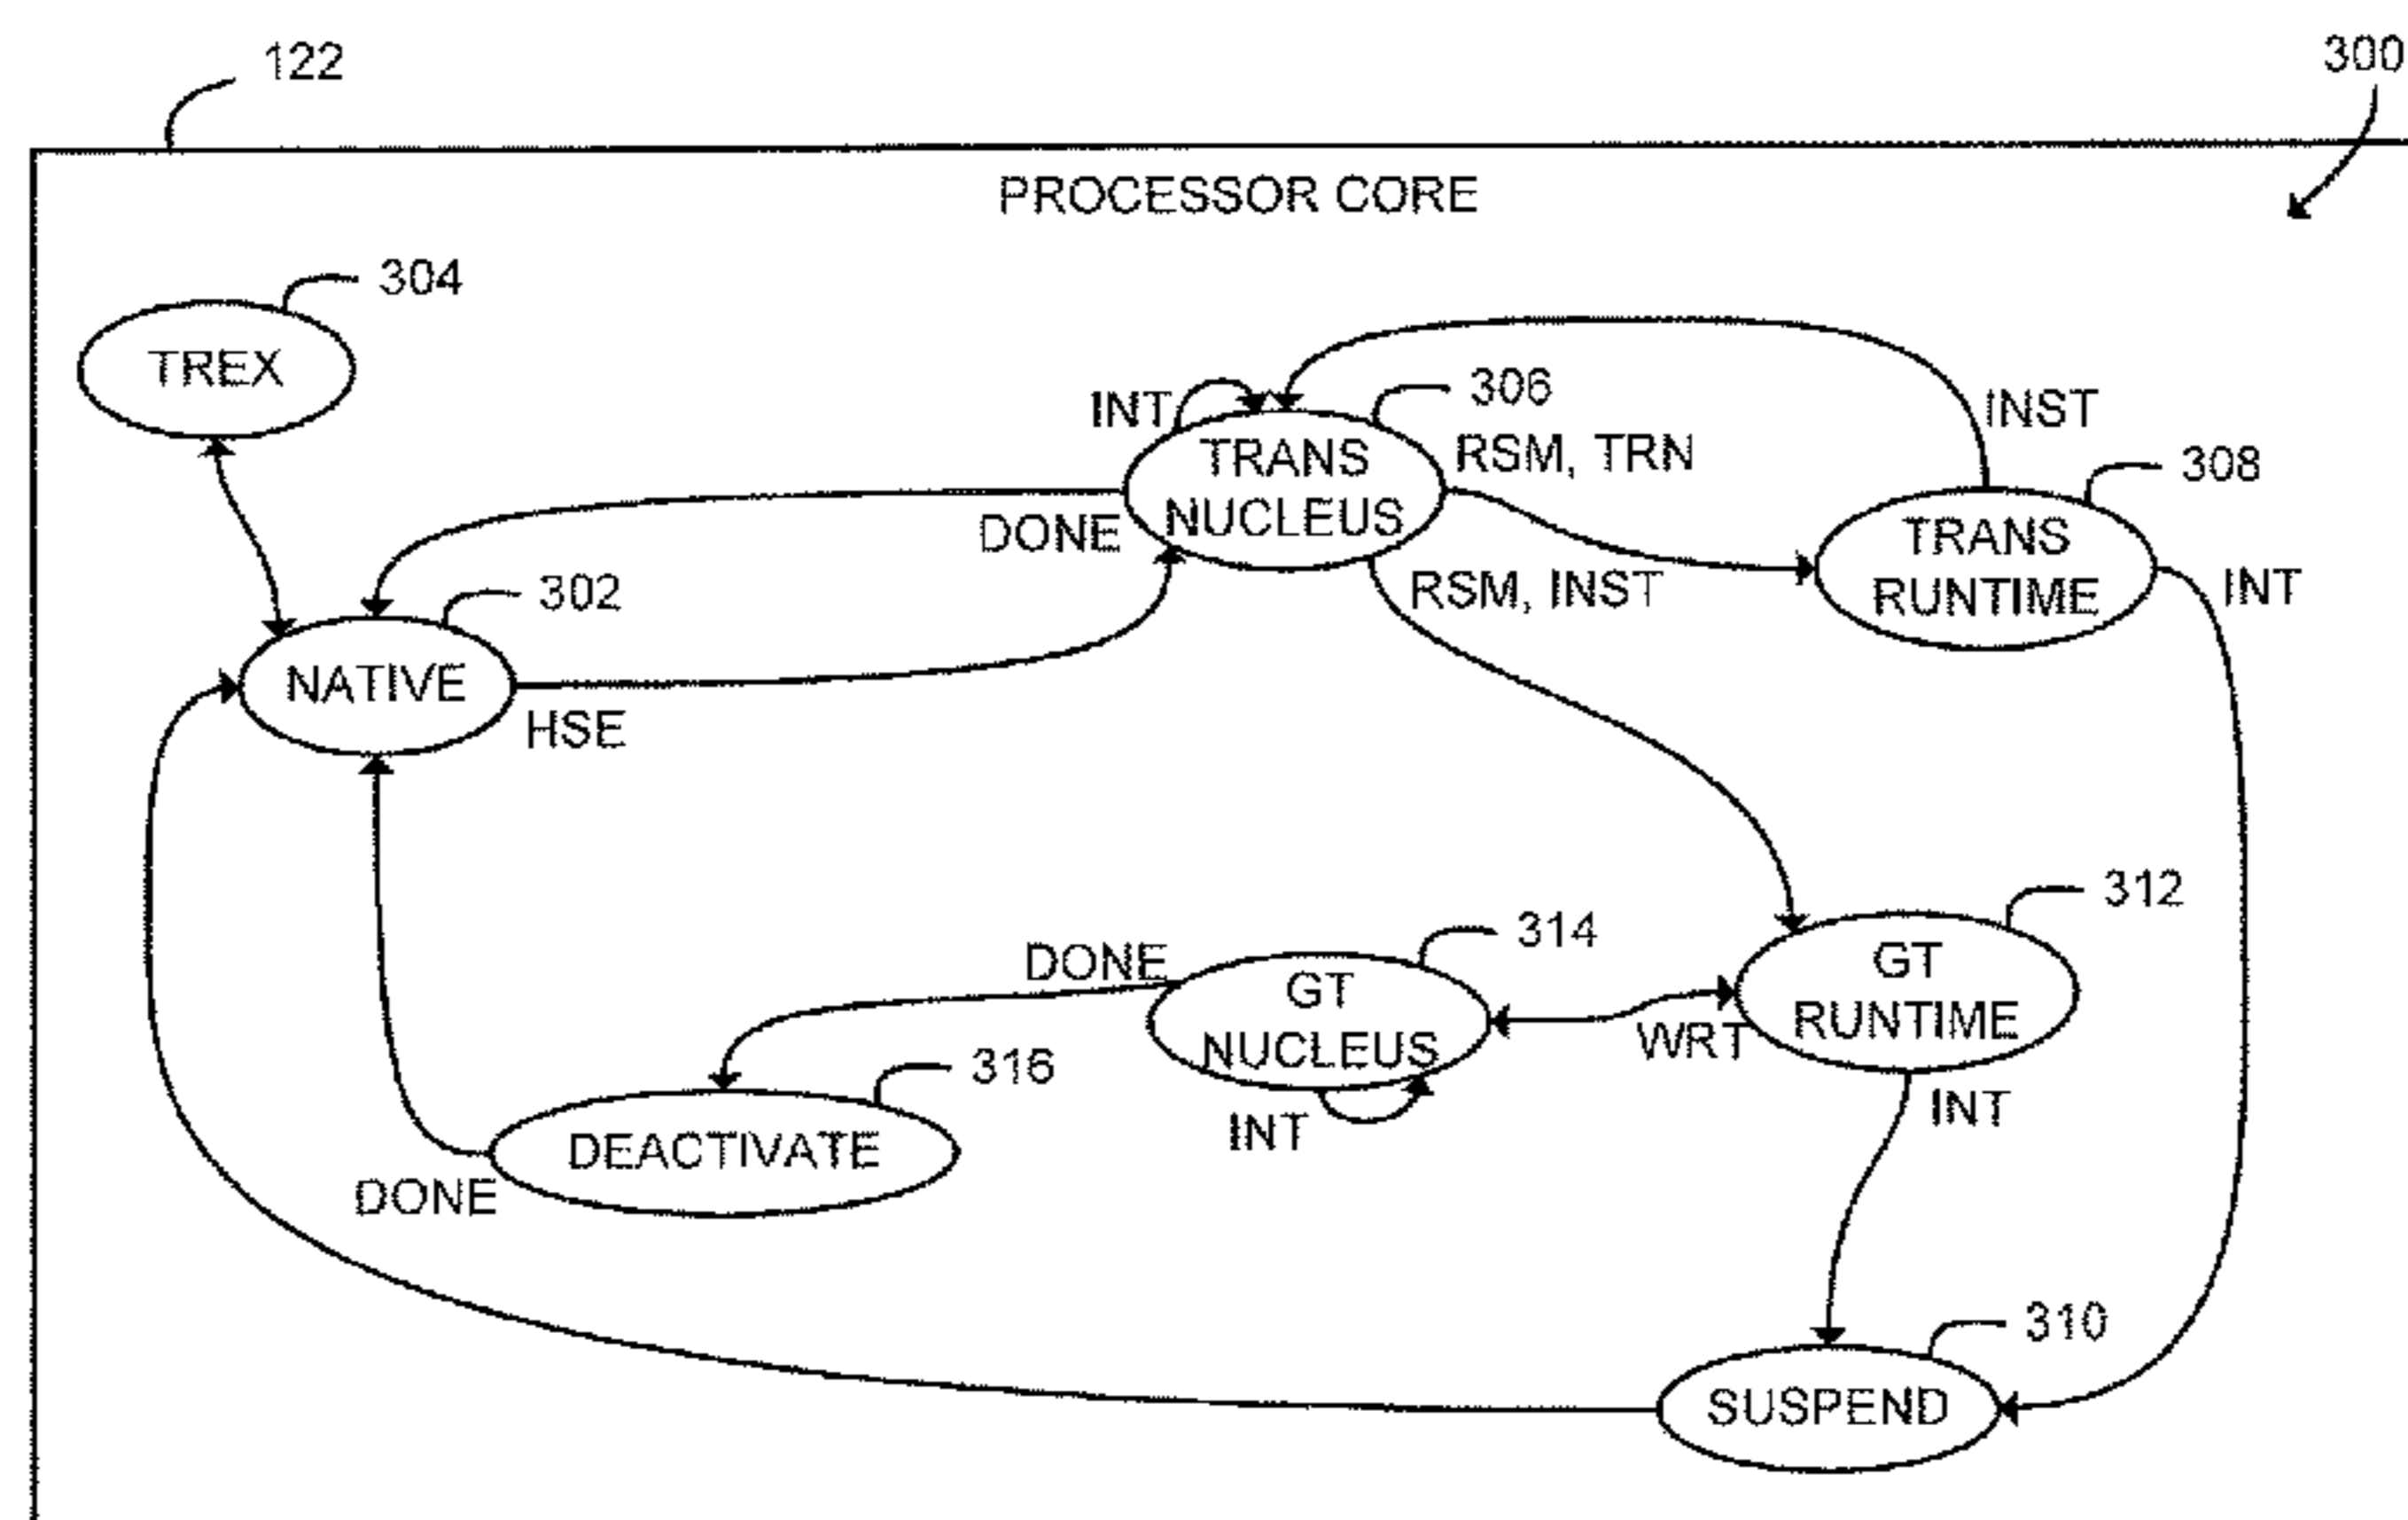 122
300
PROCESSOR CORE
304
TREX
306
INT
TRANS
NUCLEUS
RSM, TRN
INST
308
TRANS
RUNTIME
INT
DONE
RSM, INST
302
NATIVE
HSE
312
GT
RUNTIME
314
DONE
GT
NUCLEUS
WRT
INT
INT
316
DEACTIVATE
DONE
310
SUSPEND